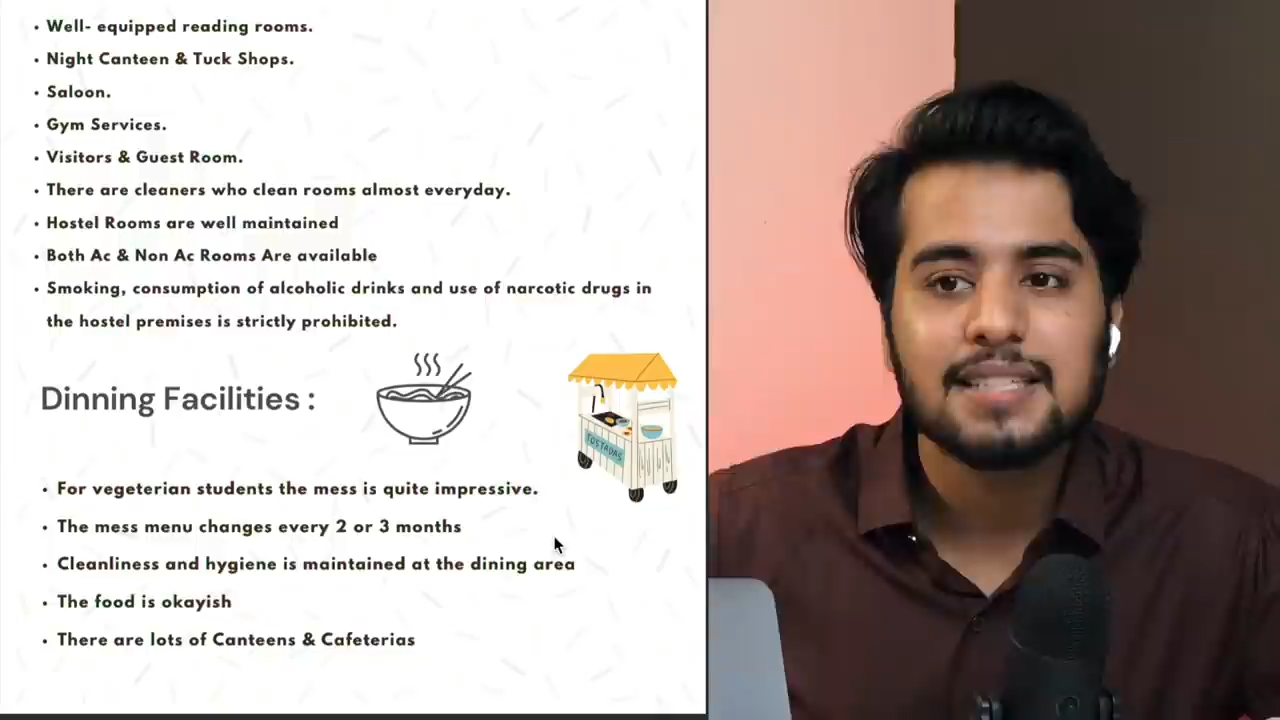 • Well- equipped reading rooms.
• Night Canteen & Tuck Shops.
• Saloon.
• Gym Services.
• Visitors & Guest Room.
• There are cleaners who clean rooms almost everyday.
• Hostel Rooms are well maintained
• Both Ac & Non Ac Rooms Are available
• Smoking, consumption of alcoholic drinks and use of narcotic drugs in
the hostel premises is strictly prohibited.
Dinning Facilities :
TOSTADAS
• For vegeterian students the mess is quite impressive.
• The mess menu changes every 2 or 3 months
• Cleanliness and hygiene is maintained at the dining area
• The food is okayish
• There are lots of Canteens & Cafeterias